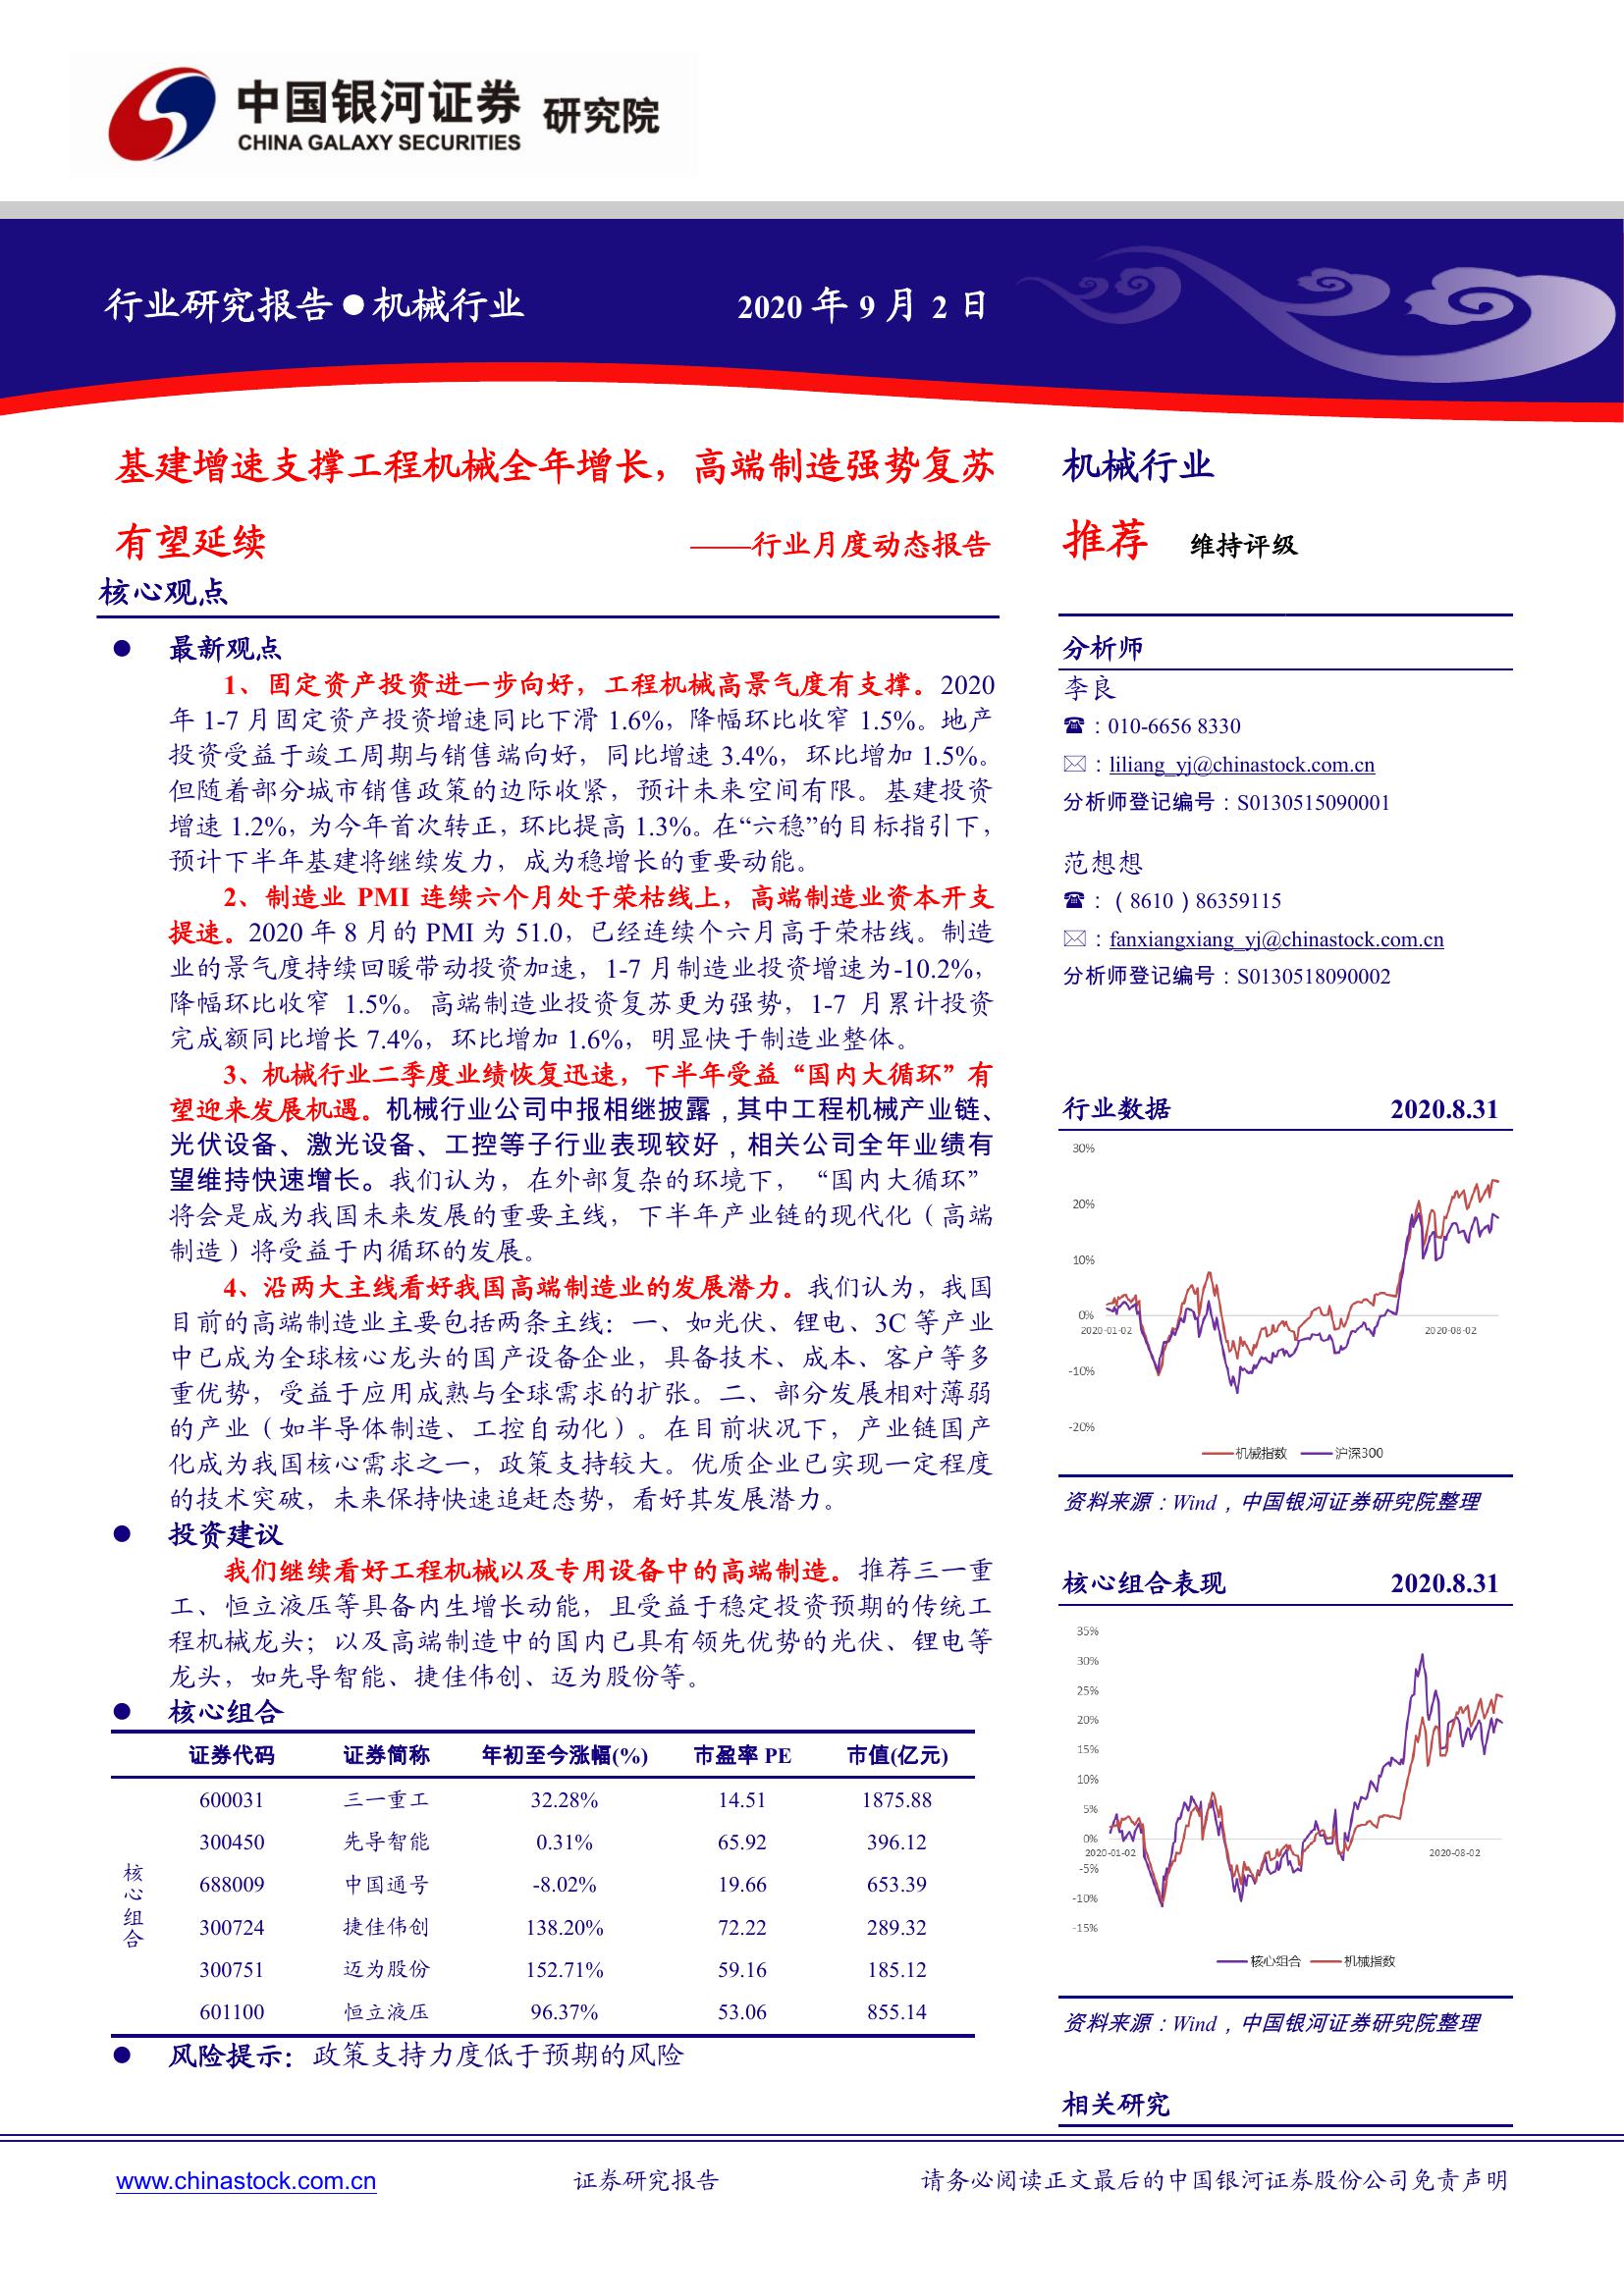 中国银河证券 研究院
CHINA GALAXY SECURITIES
行业研究报告●机械行业 2020 年 9 月 2 日
基建增速支撑工程机械全年增长，高端制造强势复苏
有望延续 ——行业月度动态报告
核心观点
● 最新观点
1、固定资产投资进一步向好，工程机械高景气度有支撑。2020
年 1-7 月固定资产投资增速同比下滑 1.6%，降幅环比收窄 1.5%。地产
投资受益于竣工周期与销售端向好，同比增速 3.4%，环比增加 1.5%。
但随着部分城市销售政策的边际收紧，预计未来空间有限。基建投资
增速 1.2%，为今年首次转正，环比提高 1.3%。在“六稳”的目标指引下，
预计下半年基建将继续发力，成为稳增长的重要动能。
2、制造业 PMI 连续六个月处于荣枯线上，高端制造业资本开支
提速。2020 年 8 月的 PMI 为 51.0，已经连续个六月高于荣枯线。制造
业的景气度持续回暖带动投资加速，1-7 月制造业投资增速为-10.2%，
降幅环比收窄 1.5%。高端制造业投资复苏更为强势，1-7 月累计投资
完成额同比增长 7.4%，环比增加 1.6%，明显快于制造业整体。
3、机械行业二季度业绩恢复迅速，下半年受益“国内大循环”有
望迎来发展机遇。机械行业公司中报相继披露，其中工程机械产业链、
光伏设备、激光设备、工控等子行业表现较好，相关公司全年业绩有
望维持快速增长。我们认为，在外部复杂的环境下，“国内大循环”
将会是成为我国未来发展的重要主线，下半年产业链的现代化（高端
制造）将受益于内循环的发展。
4、沿两大主线看好我国高端制造业的发展潜力。我们认为，我国
目前的高端制造业主要包括两条主线：一、如光伏、锂电、3C 等产业
中已成为全球核心龙头的国产设备企业，具备技术、成本、客户等多
重优势，受益于应用成熟与全球需求的扩张。二、部分发展相对薄弱
的产业（如半导体制造、工控自动化）。在目前状况下，产业链国产
化成为我国核心需求之一，政策支持较大。优质企业已实现一定程度
的技术突破，未来保持快速追赶态势，看好其发展潜力。
● 投资建议
我们继续看好工程机械以及专用设备中的高端制造。推荐三一重
工、恒立液压等具备内生增长动能，且受益于稳定投资预期的传统工
程机械龙头；以及高端制造中的国内已具有领先优势的光伏、锂电等
龙头，如先导智能、捷佳伟创、迈为股份等。
● 核心组合
证券代码 证券简称 年初至今涨幅(%) 市盈率 PE 市值(亿元)
核心组合
600031 三一重工 32.28% 14.51 1875.88
300450 先导智能 0.31% 65.92 396.12
688009 中国通号 -8.02% 19.66 653.39
300724 捷佳伟创 138.20% 72.22 289.32
300751 迈为股份 152.71% 59.16 185.12
601100 恒立液压 96.37% 53.06 855.14
● 风险提示：政策支持力度低于预期的风险
机械行业
推荐 维持评级
分析师
李良
☎：010-6656 8330
✉：liliang_yj@chinastock.com.cn
分析师登记编号：S0130515090001
范想想
☎：（8610）86359115
✉：fanxiangxiang_yj@chinastock.com.cn
分析师登记编号：S0130518090002
行业数据 2020.8.31
30%
20%
10%
0%
2020-01-02 2020-08-02
-10%
-20%
机械指数 沪深300
资料来源：Wind，中国银河证券研究院整理
核心组合表现 2020.8.31
35%
30%
25%
20%
15%
10%
5%
0%
2020-01-02 2020-08-02
-5%
-10%
-15%
核心组合 机械指数
资料来源：Wind，中国银河证券研究院整理
相关研究
www.chinastock.com.cn 证券研究报告 请务必阅读正文最后的中国银河证券股份公司免责声明